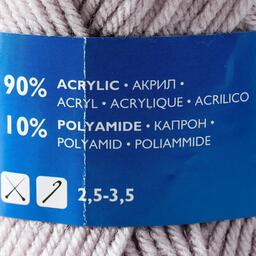 90% ACRYLIC • АКРИЛ •
ACRYL • ACRYLIQUE • ACRILICO
10% POLYAMIDE • КАПРОН •
POLYAMID • POLIAMMIDE
2,5-3,5